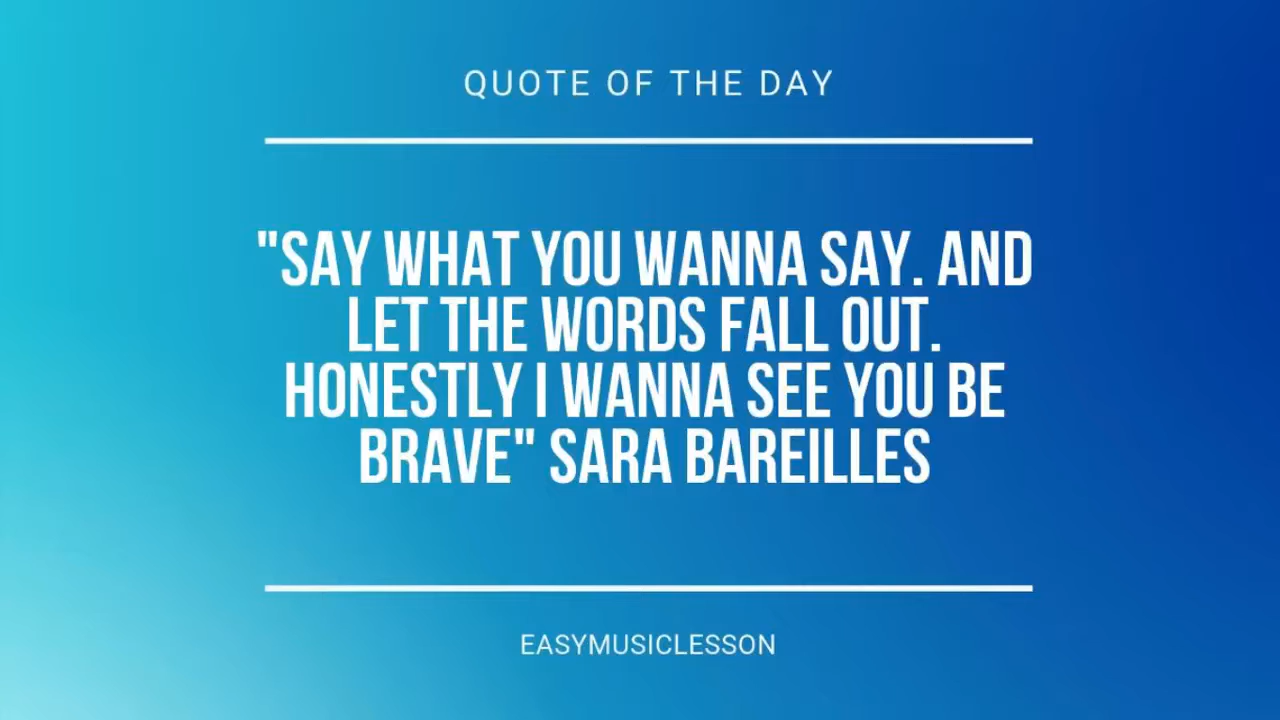 QUOTE OF THE DAY
"SAY WHAT YOU WANNA SAY. AND
LET THE WORDS FALL OUT.
HONESTLY I WANNA SEE YOU BE
BRAVE" SARA BAREILLES
EASYMUSICLESSON